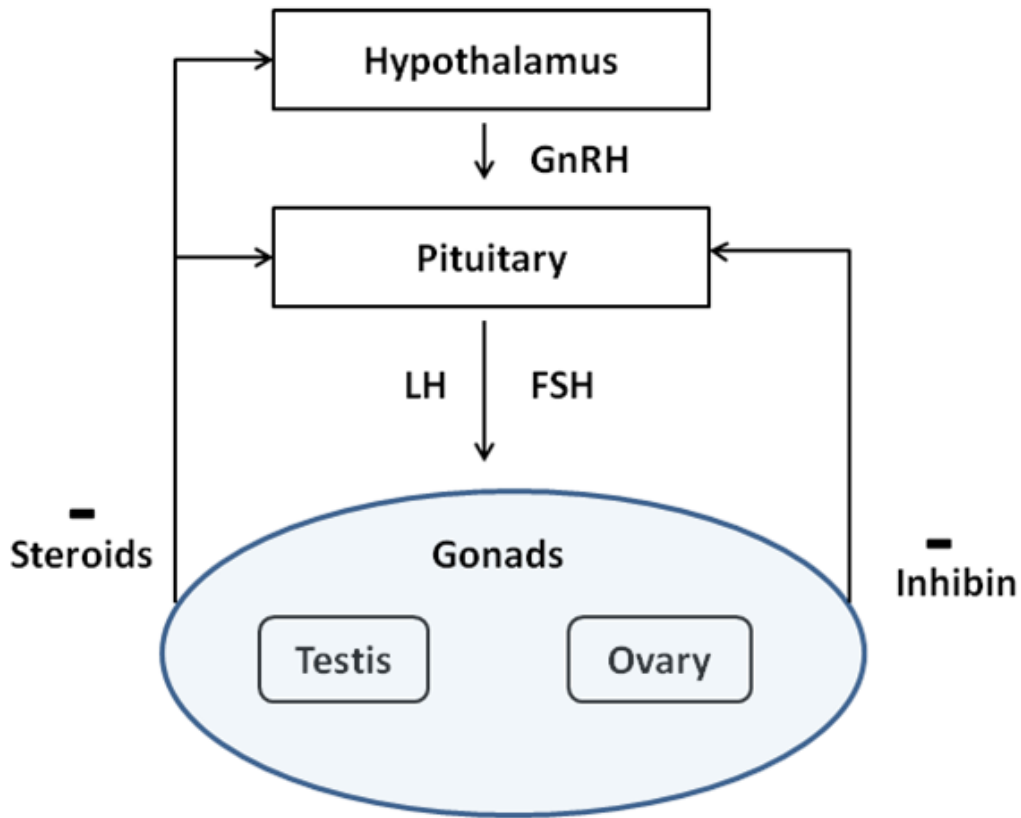 Hypothalamus
GnRH
Pituitary
LH
FSH
-
Steroids
Gonads
-
Inhibin
Testis
Ovary